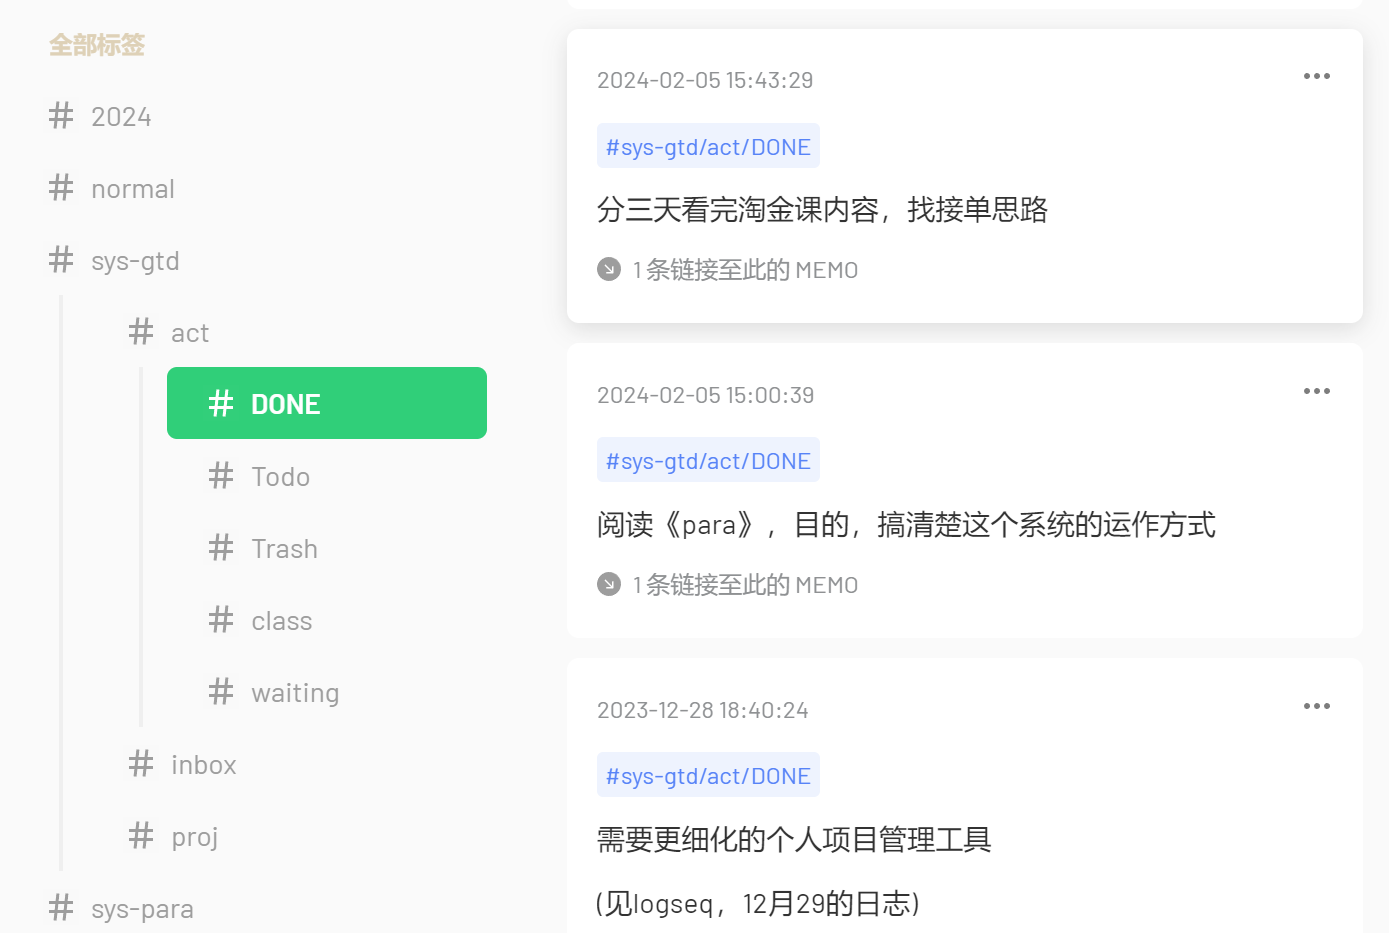 全部标签
# 2024
# normal
# sys-gtd
# act
# DONE
# Todo
# Trash
# class
# waiting
# inbox
# proj
# sys-para
2024-02-05 15:43:29
#sys-gtd/act/DONE
分三天看完淘金课内容，找接单思路
1 条链接至此的 MEMO
2024-02-05 15:00:39
#sys-gtd/act/DONE
阅读《para》，目的，搞清楚这个系统的运作方式
1 条链接至此的 MEMO
2023-12-28 18:40:24
#sys-gtd/act/DONE
需要更细化的个人项目管理工具
(见logseq，12月29的日志)